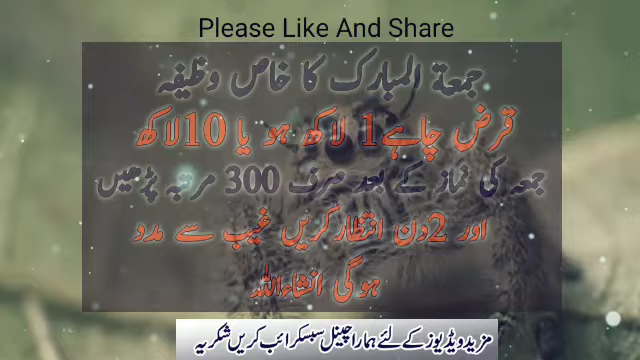 Please Like And Share
جمعة المبارک کا خاص وظیفہ
قرض چاہے 1 لاکھ ہو یا 10 لاکھ
جمعہ کی نماز کے بعد صرف 300 مرتبہ پڑھیں
اور 2 دن انتظار کریں غیب سے مدد
ہوگی انشاءاللہ
مزید ویڈیوز کے لئے ہمارا چینل سبسکرائب کریں شکریہ